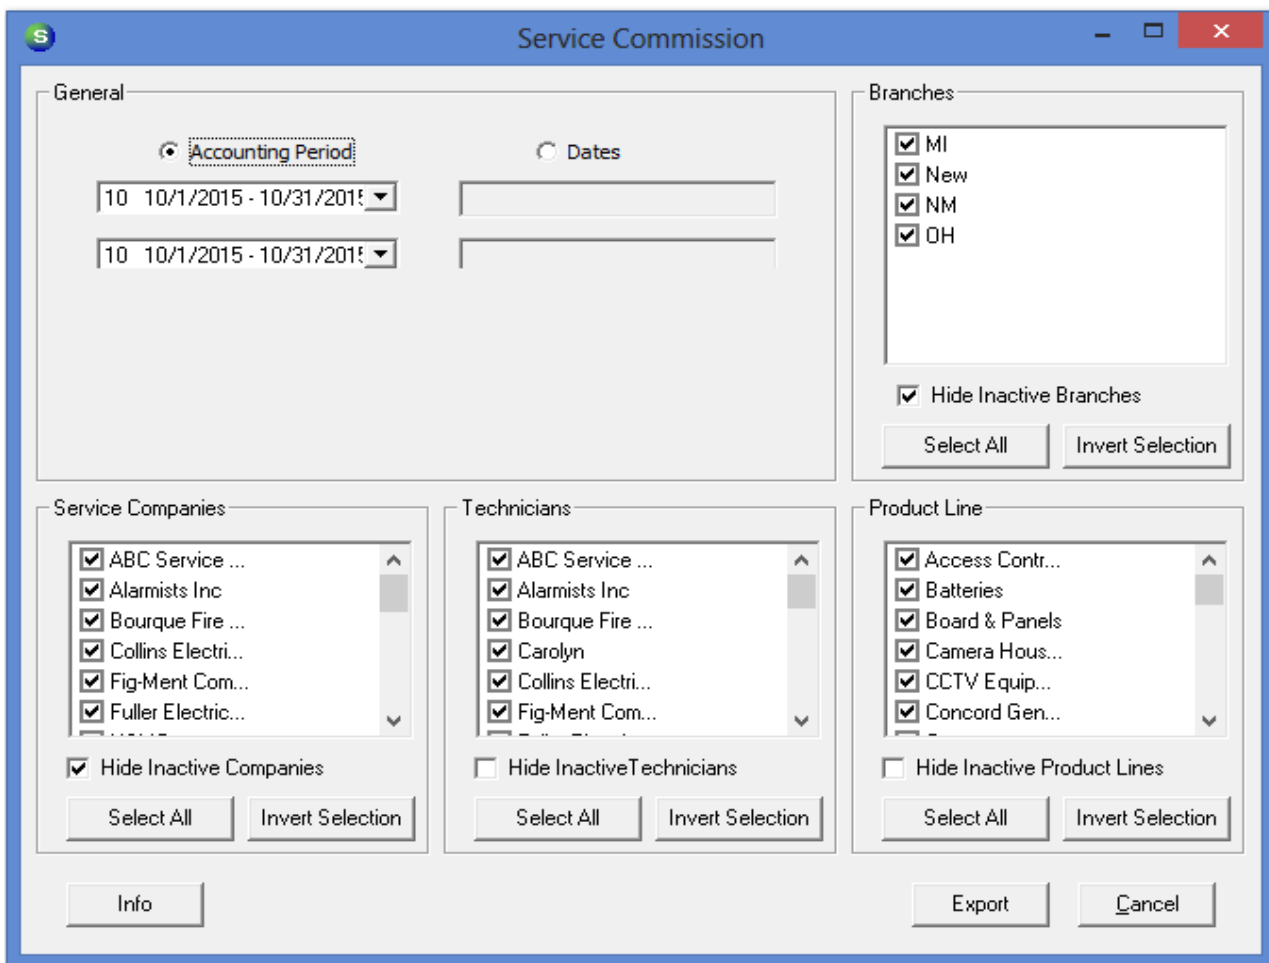 S
Service Commission
General
Accounting Period
Dates
10 10/1/2015 - 10/31/201
10 10/1/2015 - 10/31/201
Branches
MI
New
NM
OH
Hide Inactive Branches
Select All
Invert Selection
Service Companies
ABC Service ...
Alarmists Inc
Bourque Fire ...
Collins Electri...
Fig-Ment Com...
Fuller Electric...
Hide Inactive Companies
Select All
Invert Selection
Technicians
ABC Service ...
Alarmists Inc
Bourque Fire ...
Carolyn
Collins Electri...
Fig-Ment Com...
Hide InactiveTechnicians
Select All
Invert Selection
Product Line
Access Contr...
Batteries
Board & Panels
Camera Hous...
CCTV Equip...
Concord Gen...
Hide Inactive Product Lines
Select All
Invert Selection
Info
Export
Cancel